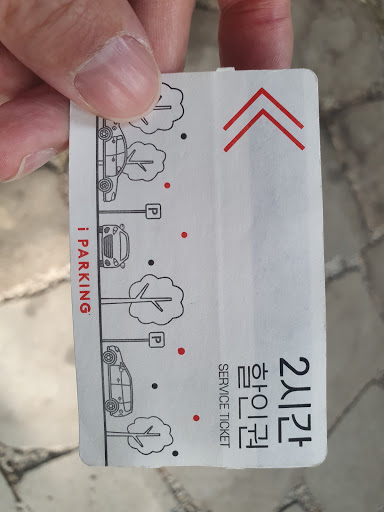 2시간
할인권
SERVICE TICKET
i PARKING
P
P